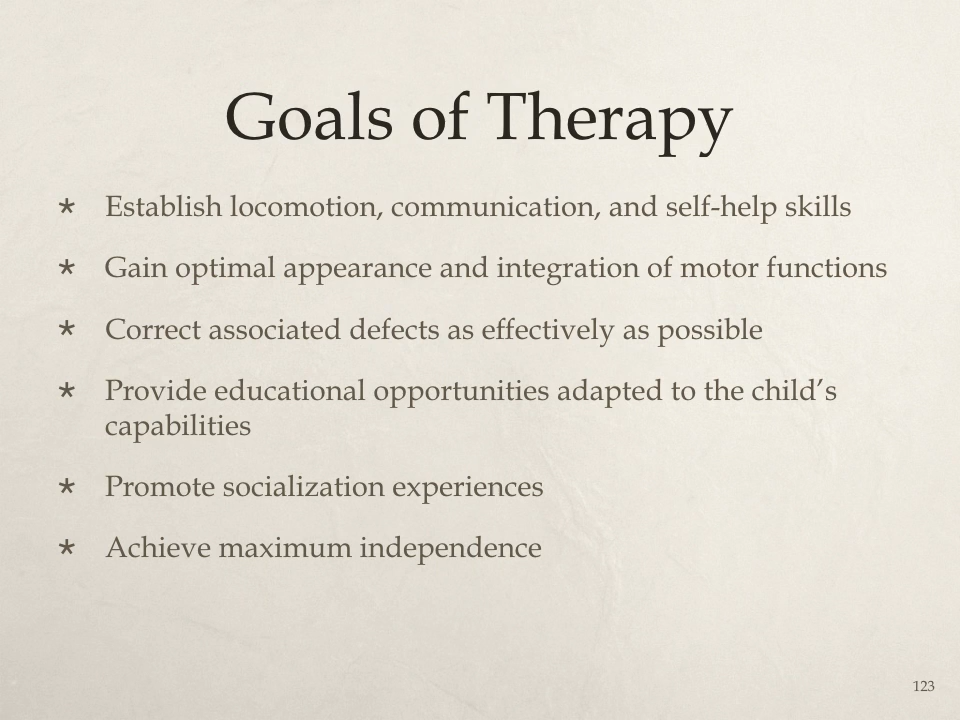 Goals of Therapy
* Establish locomotion, communication, and self-help skills
* Gain optimal appearance and integration of motor functions
* Correct associated defects as effectively as possible
* Provide educational opportunities adapted to the child’s
capabilities
* Promote socialization experiences
* Achieve maximum independence
123